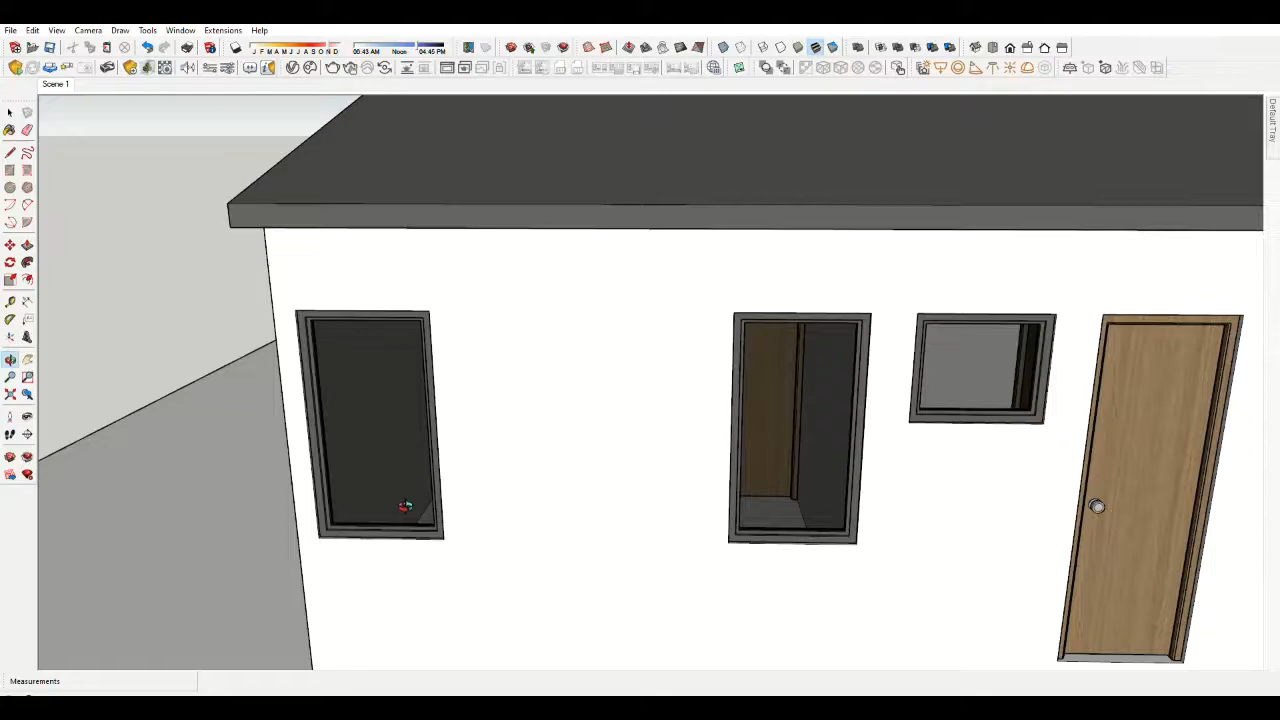 File Edit View Camera Draw Tools Window Extensions Help
J F M A M J J A S O N D 06:43 AM Noon 04:45 PM
Scene 1
Default Tray
Measurements